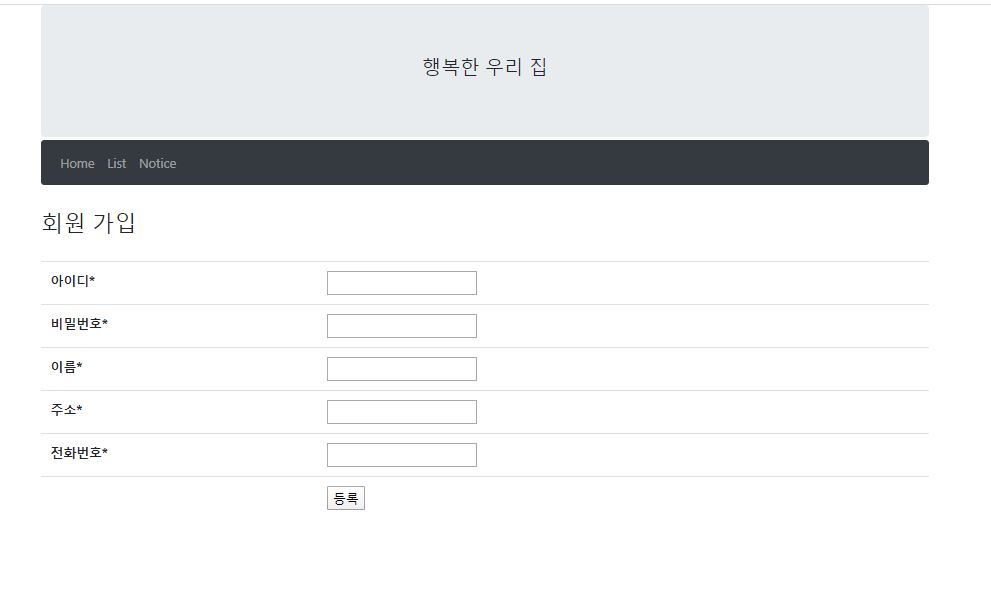 행복한 우리 집
Home List Notice
회원 가입
아이디*
비밀번호*
이름*
주소*
전화번호*
등록